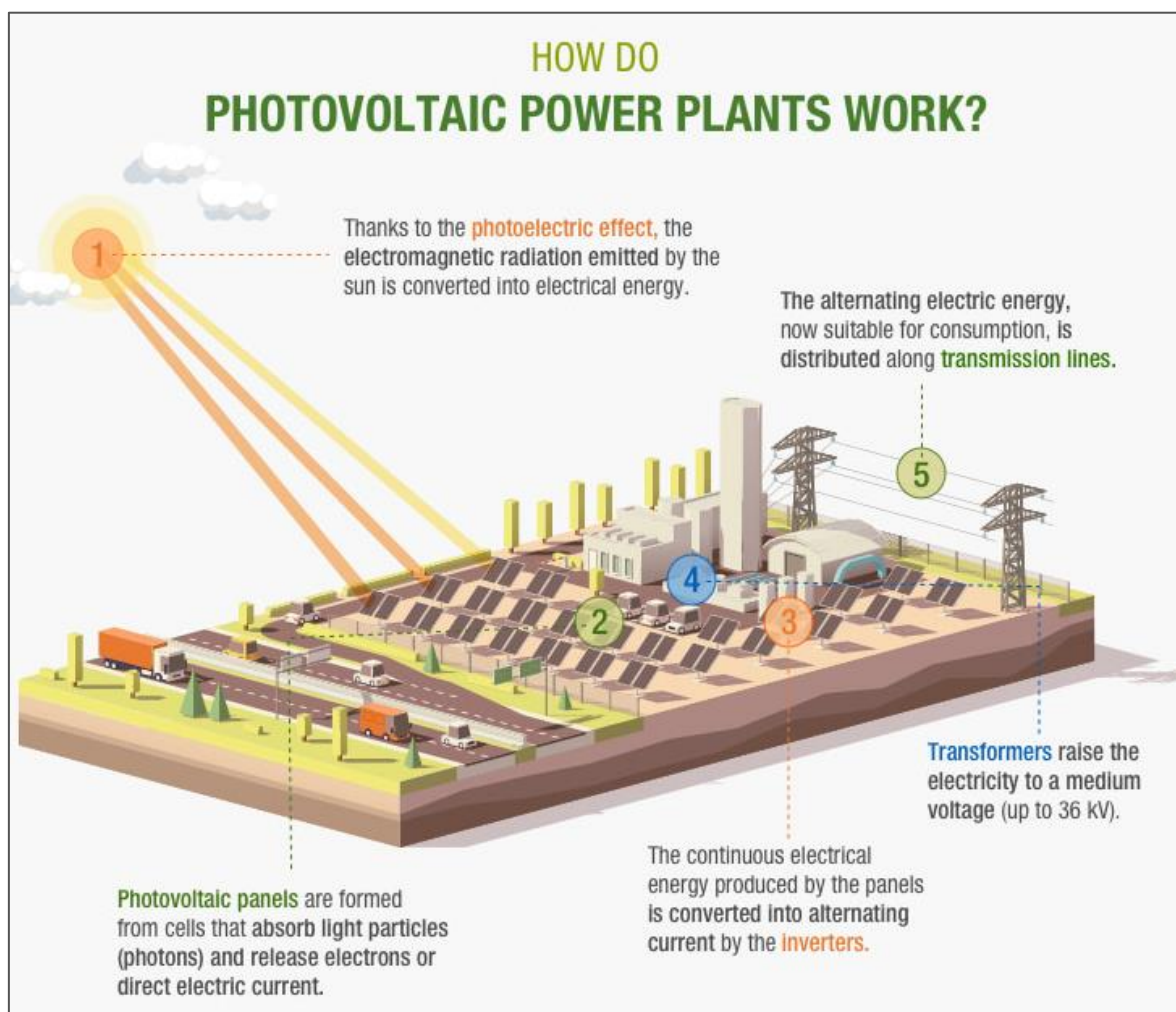 HOW DO
PHOTOVOLTAIC POWER PLANTS WORK?
1
Thanks to the photoelectric effect, the
electromagnetic radiation emitted by the
sun is converted into electrical energy.
The alternating electric energy,
now suitable for consumption, is
distributed along transmission lines.
5
4
2
3
Transformers raise the
electricity to a medium
voltage (up to 36 kV).
The continuous electrical
energy produced by the panels
is converted into alternating
current by the inverters.
Photovoltaic panels are formed
from cells that absorb light particles
(photons) and release electrons or
direct electric current.